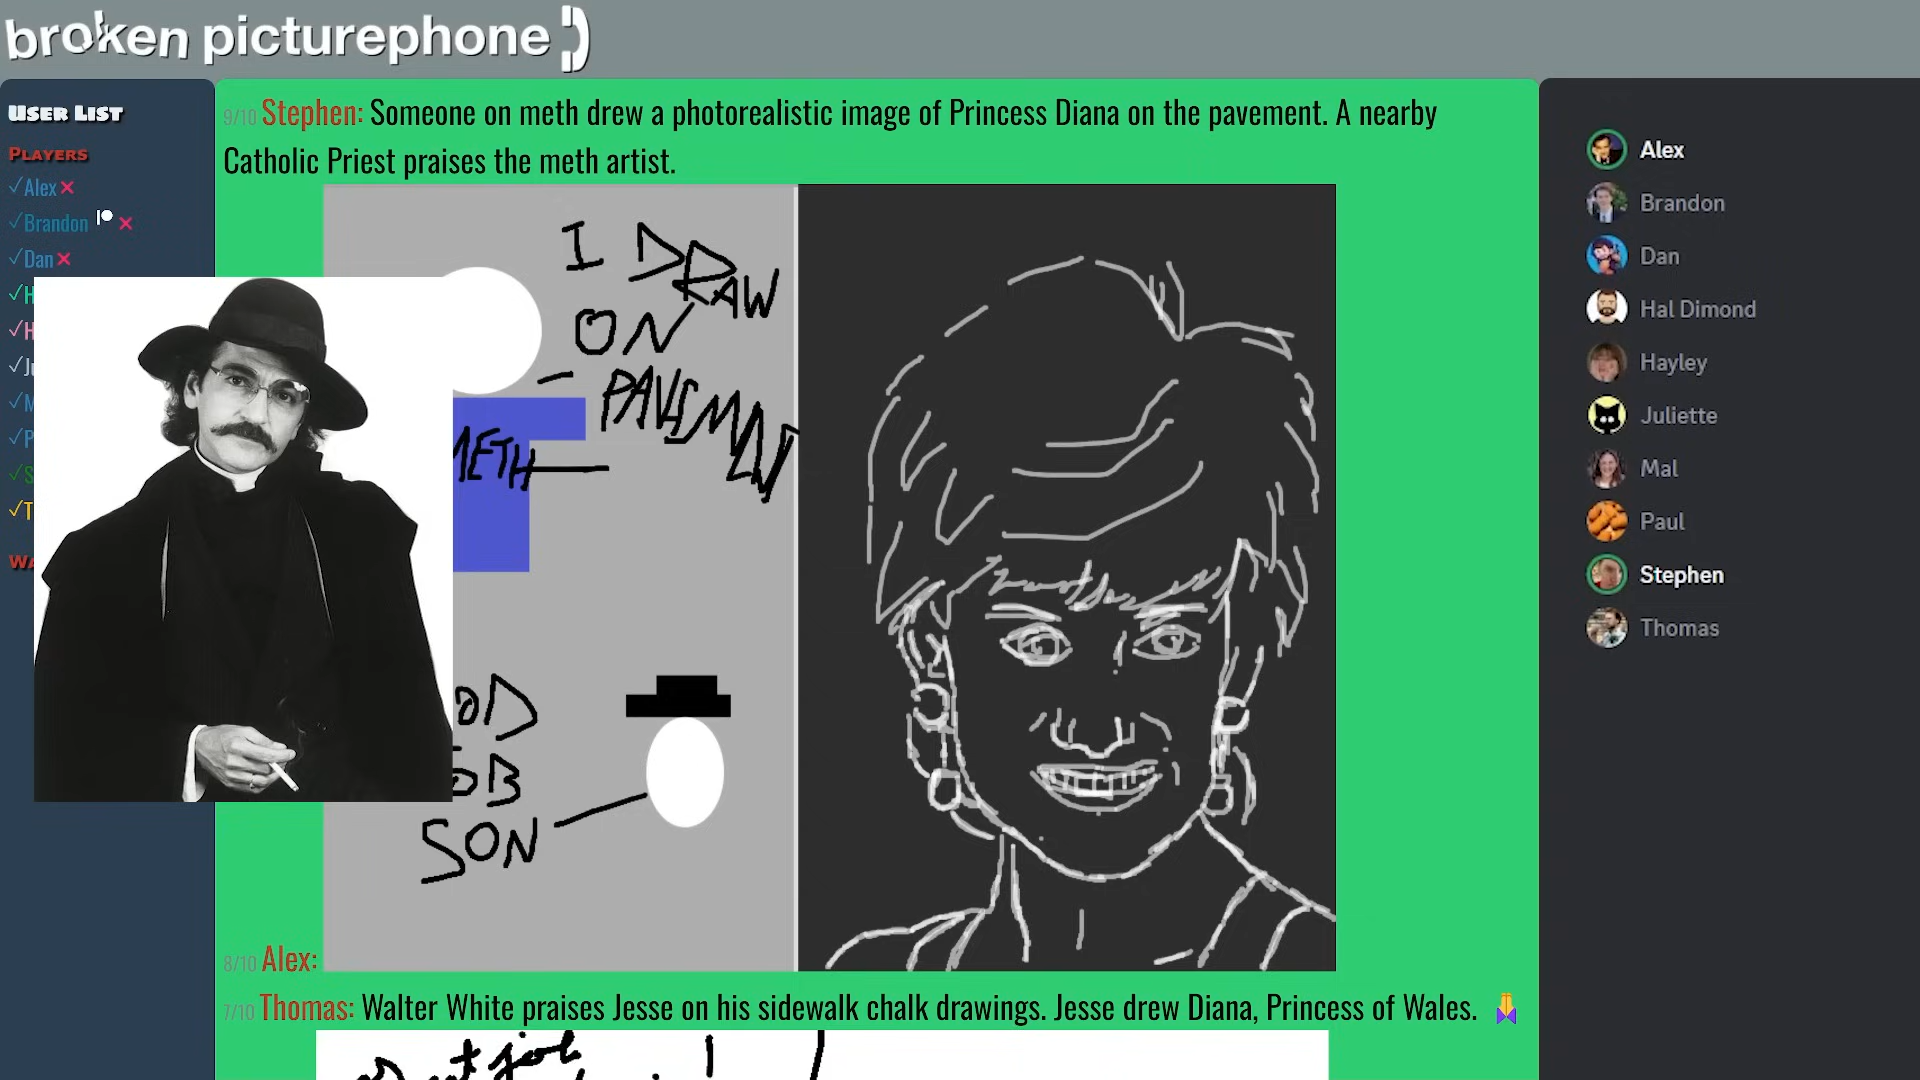 broken picturephone
USER LIST
PLAYERS
✓Alex
✓Brandon
✓Dan
9/10 Stephen: Someone on meth drew a photorealistic image of Princess Diana on the pavement. A nearby
Catholic Priest praises the meth artist.
I DRAW
ON
METH
SON
8/10 Alex:
7/10 Thomas: Walter White praises Jesse on his sidewalk chalk drawings. Jesse drew Diana, Princess of Wales.
Alex
Brandon
Dan
Hal Dimond
Hayley
Juliette
Mal
Paul
Stephen
Thomas